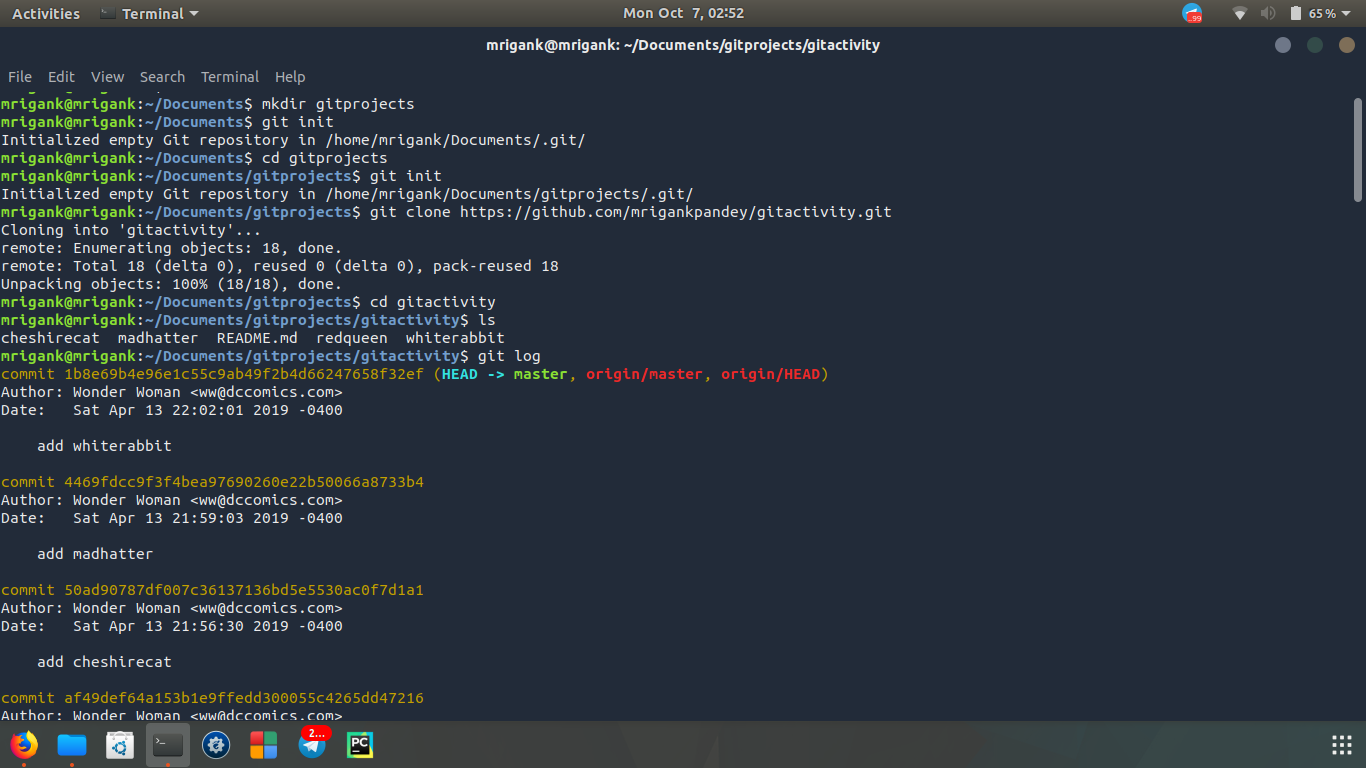 Activities Terminal Mon Oct 7, 02:52 ..99 65%
mrigank@mrigank: ~/Documents/gitprojects/gitactivity
File Edit View Search Terminal Help
mrigank@mrigank:~/Documents$ mkdir gitprojects
mrigank@mrigank:~/Documents$ git init
Initialized empty Git repository in /home/mrigank/Documents/.git/
mrigank@mrigank:~/Documents$ cd gitprojects
mrigank@mrigank:~/Documents/gitprojects$ git init
Initialized empty Git repository in /home/mrigank/Documents/gitprojects/.git/
mrigank@mrigank:~/Documents/gitprojects$ git clone https://github.com/mrigankpandey/gitactivity.git
Cloning into 'gitactivity'...
remote: Enumerating objects: 18, done.
remote: Total 18 (delta 0), reused 0 (delta 0), pack-reused 18
Unpacking objects: 100% (18/18), done.
mrigank@mrigank:~/Documents/gitprojects$ cd gitactivity
mrigank@mrigank:~/Documents/gitprojects/gitactivity$ ls
cheshirecat  madhatter  README.md  redqueen  whiterabbit
mrigank@mrigank:~/Documents/gitprojects/gitactivity$ git log
commit 1b8e69b4e96e1c55c9ab49f2b4d66247658f32ef (HEAD -> master, origin/master, origin/HEAD)
Author: Wonder Woman <ww@dccomics.com>
Date:   Sat Apr 13 22:02:01 2019 -0400
    add whiterabbit
commit 4469fdcc9f3f4bea97690260e22b50066a8733b4
Author: Wonder Woman <ww@dccomics.com>
Date:   Sat Apr 13 21:59:03 2019 -0400
    add madhatter
commit 50ad90787df007c36137136bd5e5530ac0f7d1a1
Author: Wonder Woman <ww@dccomics.com>
Date:   Sat Apr 13 21:56:30 2019 -0400
    add cheshirecat
commit af49def64a153b1e9ffedd300055c4265dd47216
Author: Wonder Woman <ww@dccomics.com>
2... PC